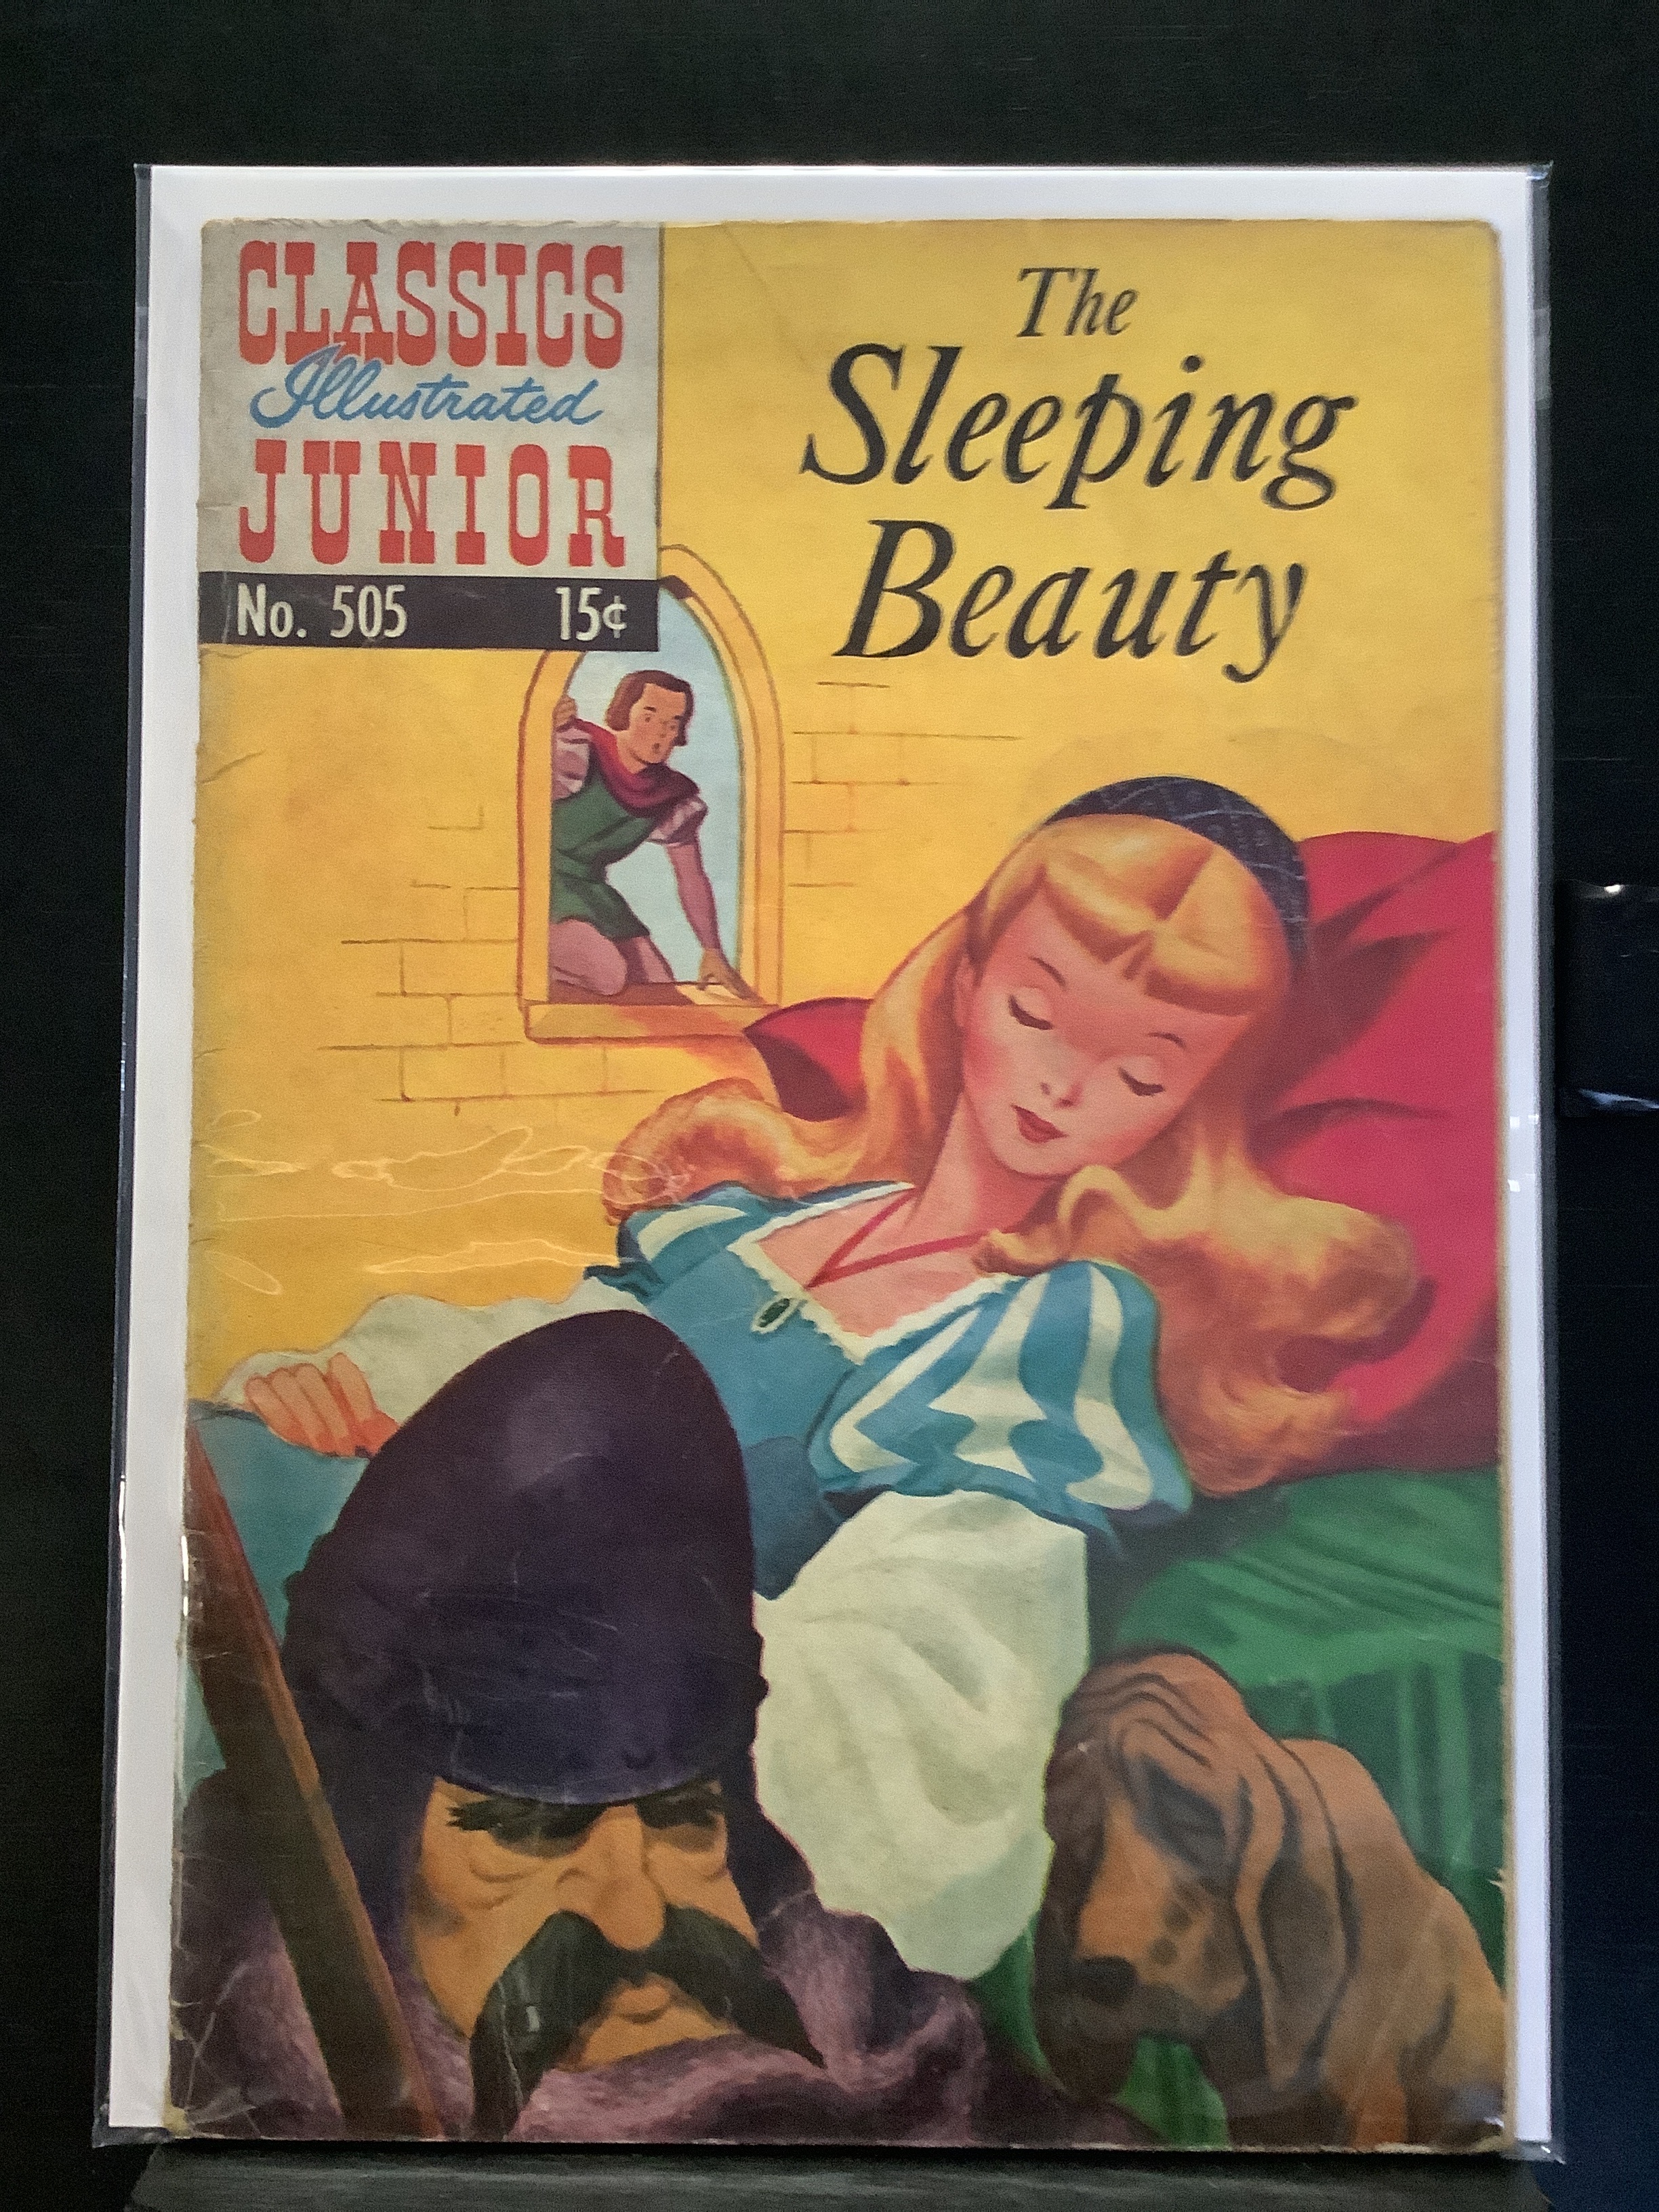 CLASSICS
Illustrated
JUNIOR
No. 505 15¢
The
Sleeping
Beauty